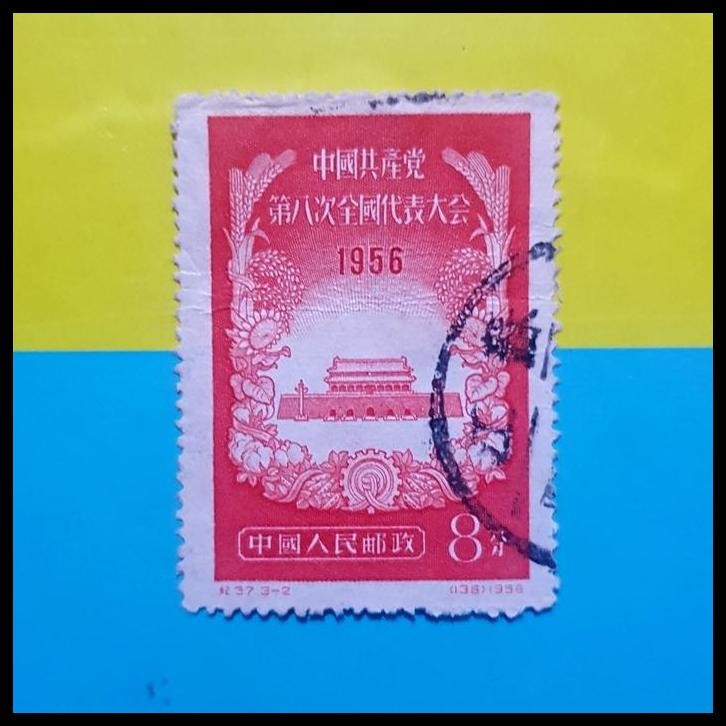 中國共產党
第八次全國代表大会
1956
中國人民邮政 8分
纪37.3-2 (136)1956